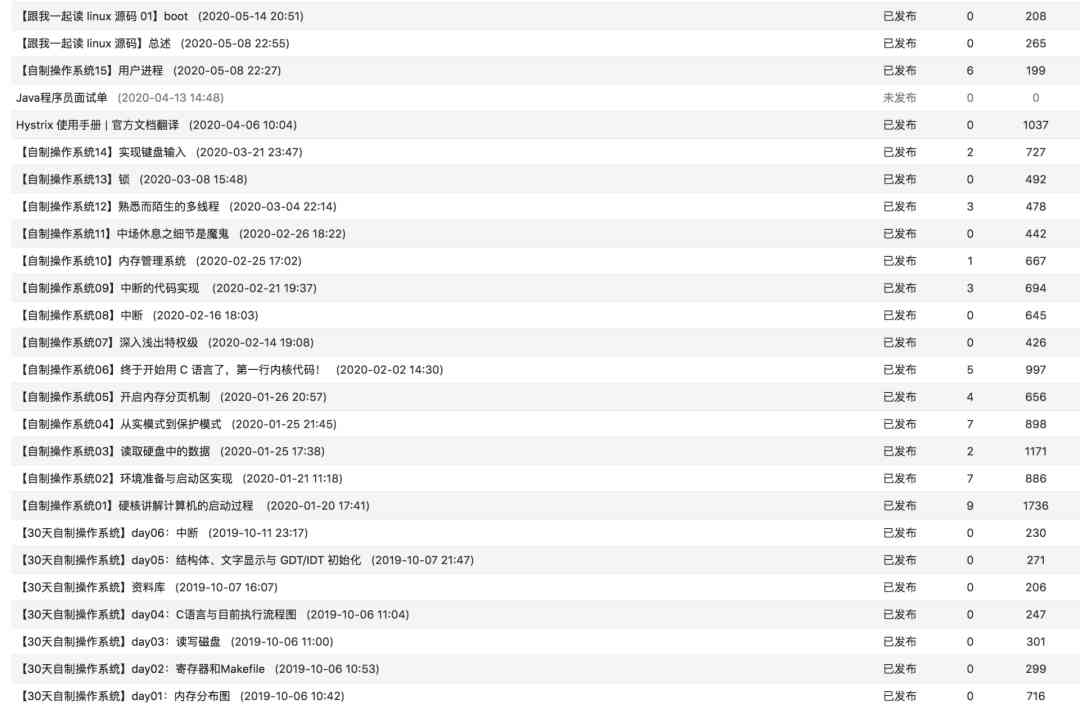 【跟我一起读 linux 源码 01】boot (2020-05-14 20:51) 已发布 0 208
【跟我一起读 linux 源码】总述 (2020-05-08 22:55) 已发布 0 265
【自制操作系统15】用户进程 (2020-05-08 22:27) 已发布 6 199
Java程序员面试单 (2020-04-13 14:48) 未发布 0 0
Hystrix 使用手册 | 官方文档翻译 (2020-04-06 10:04) 已发布 0 1037
【自制操作系统14】实现键盘输入 (2020-03-21 23:47) 已发布 2 727
【自制操作系统13】锁 (2020-03-08 15:48) 已发布 0 492
【自制操作系统12】熟悉而陌生的多线程 (2020-03-04 22:14) 已发布 3 478
【自制操作系统11】中场休息之细节是魔鬼 (2020-02-26 18:22) 已发布 0 442
【自制操作系统10】内存管理系统 (2020-02-25 17:02) 已发布 1 667
【自制操作系统09】中断的代码实现 (2020-02-21 19:37) 已发布 3 694
【自制操作系统08】中断 (2020-02-16 18:03) 已发布 0 645
【自制操作系统07】深入浅出特权级 (2020-02-14 19:08) 已发布 0 426
【自制操作系统06】终于开始用 C 语言了，第一行内核代码！ (2020-02-02 14:30) 已发布 5 997
【自制操作系统05】开启内存分页机制 (2020-01-26 20:57) 已发布 4 656
【自制操作系统04】从实模式到保护模式 (2020-01-25 21:45) 已发布 7 898
【自制操作系统03】读取硬盘中的数据 (2020-01-25 17:38) 已发布 2 1171
【自制操作系统02】环境准备与启动区实现 (2020-01-21 11:18) 已发布 7 886
【自制操作系统01】硬核讲解计算机的启动过程 (2020-01-20 17:41) 已发布 9 1736
【30天自制操作系统】day06：中断 (2019-10-11 23:17) 已发布 0 230
【30天自制操作系统】day05：结构体、文字显示与 GDT/IDT 初始化 (2019-10-07 21:47) 已发布 0 271
【30天自制操作系统】资料库 (2019-10-07 16:07) 已发布 0 206
【30天自制操作系统】day04：C语言与目前执行流程图 (2019-10-06 11:04) 已发布 0 247
【30天自制操作系统】day03：读写磁盘 (2019-10-06 11:00) 已发布 0 301
【30天自制操作系统】day02：寄存器和Makefile (2019-10-06 10:53) 已发布 0 299
【30天自制操作系统】day01：内存分布图 (2019-10-06 10:42) 已发布 0 716